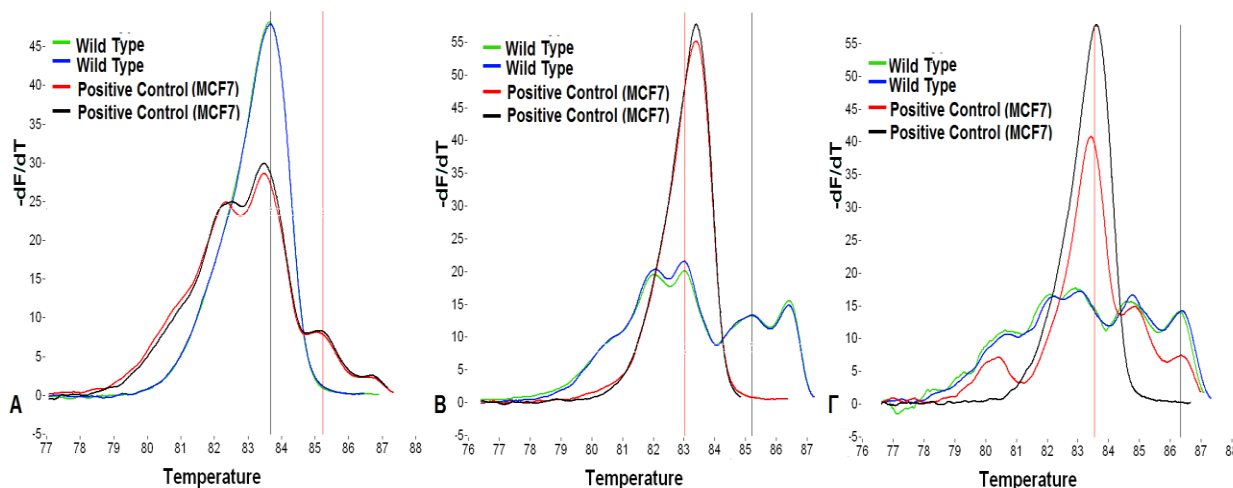 45
40
35
30
25
20
15
10
5
0
-5
-dF/dT
Wild Type
Wild Type
Positive Control (MCF7)
Positive Control (MCF7)
Α
77 78 79 80 81 82 83 84 85 86 87 88
Temperature
55
50
45
40
35
30
25
20
15
10
5
0
-5
-dF/dT
Wild Type
Wild Type
Positive Control (MCF7)
Positive Control (MCF7)
Β
76 77 78 79 80 81 82 83 84 85 86 87
Temperature
55
50
45
40
35
30
25
20
15
10
5
0
-5
-dF/dT
Wild Type
Wild Type
Positive Control (MCF7)
Positive Control (MCF7)
Γ
76 77 78 79 80 81 82 83 84 85 86 87 88
Temperature